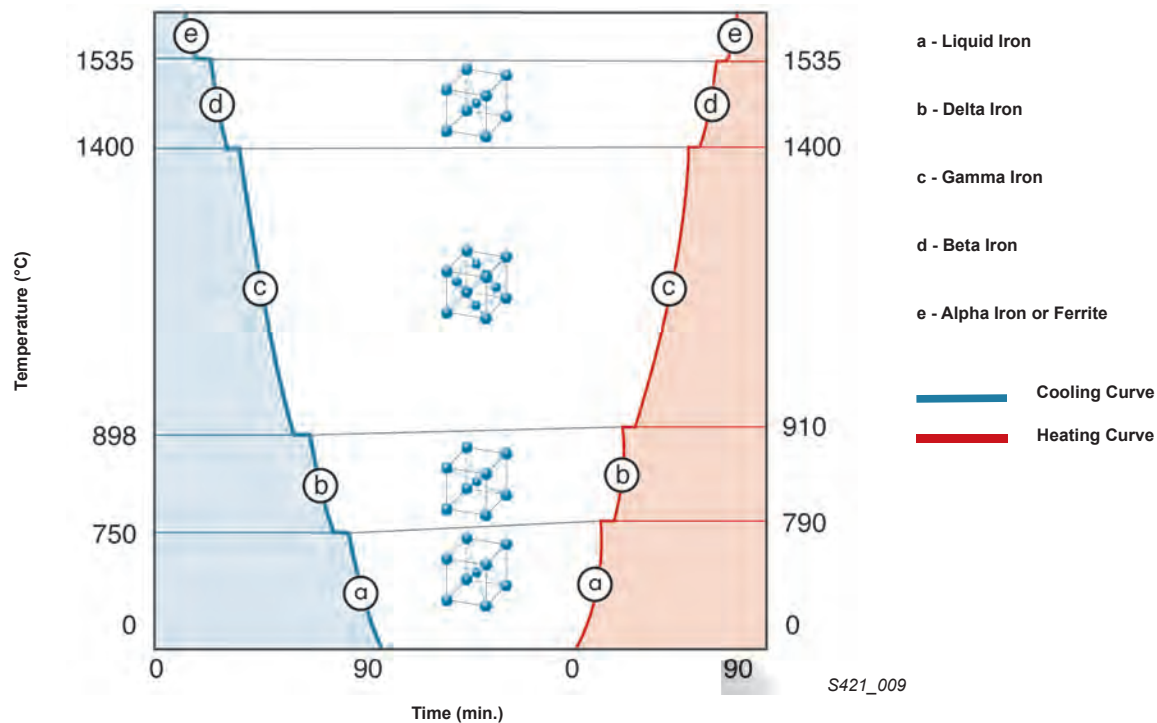 e
e
1535
1535
d
d
1400
1400
c
c
898
910
b
b
750
790
a
a
0
0
0
90
0
90
Temperature (°C)
Time (min.)
S421_009
a - Liquid Iron
b - Delta Iron
c - Gamma Iron
d - Beta Iron
e - Alpha Iron or Ferrite
Cooling Curve
Heating Curve